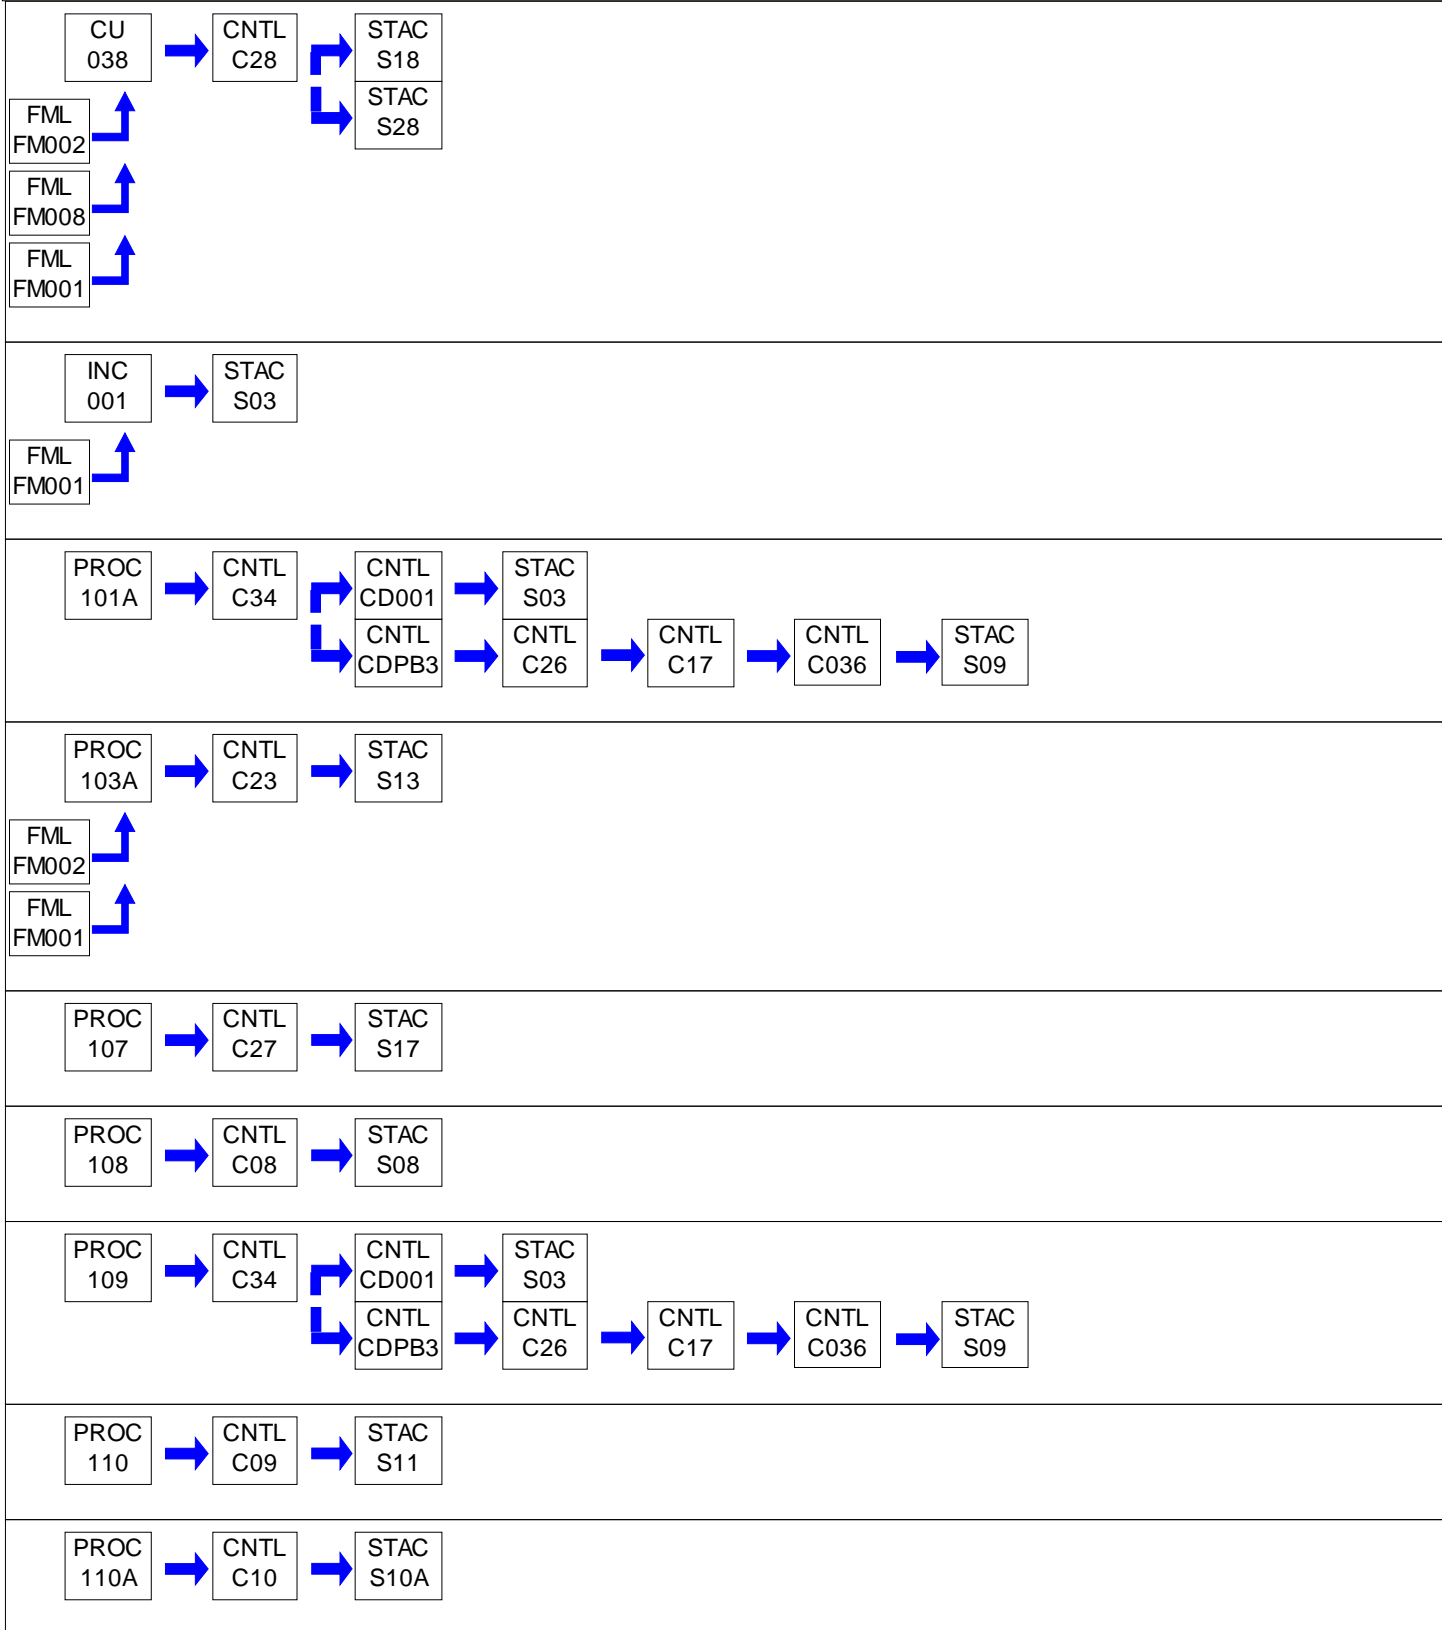 CU
038
CNTL
C28
STAC
S18
STAC
S28
FML
FM002
FML
FM008
FML
FM001
INC
001
STAC
S03
FML
FM001
PROC
101A
CNTL
C34
CNTL
CD001
STAC
S03
CNTL
CDPB3
CNTL
C26
CNTL
C17
CNTL
C036
STAC
S09
PROC
103A
CNTL
C23
STAC
S13
FML
FM002
FML
FM001
PROC
107
CNTL
C27
STAC
S17
PROC
108
CNTL
C08
STAC
S08
PROC
109
CNTL
C34
CNTL
CD001
STAC
S03
CNTL
CDPB3
CNTL
C26
CNTL
C17
CNTL
C036
STAC
S09
PROC
110
CNTL
C09
STAC
S11
PROC
110A
CNTL
C10
STAC
S10A